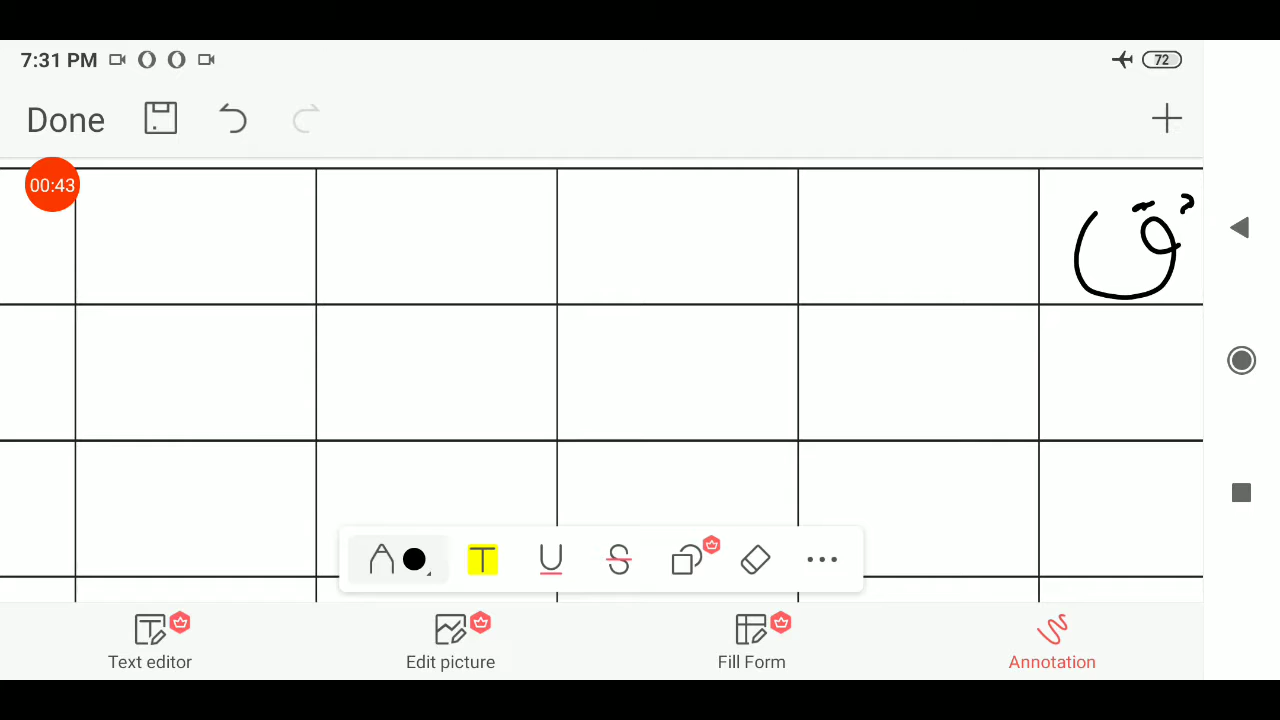 7:31 PM 72
Done
00:43
ق
T U S
Text editor Edit picture Fill Form Annotation